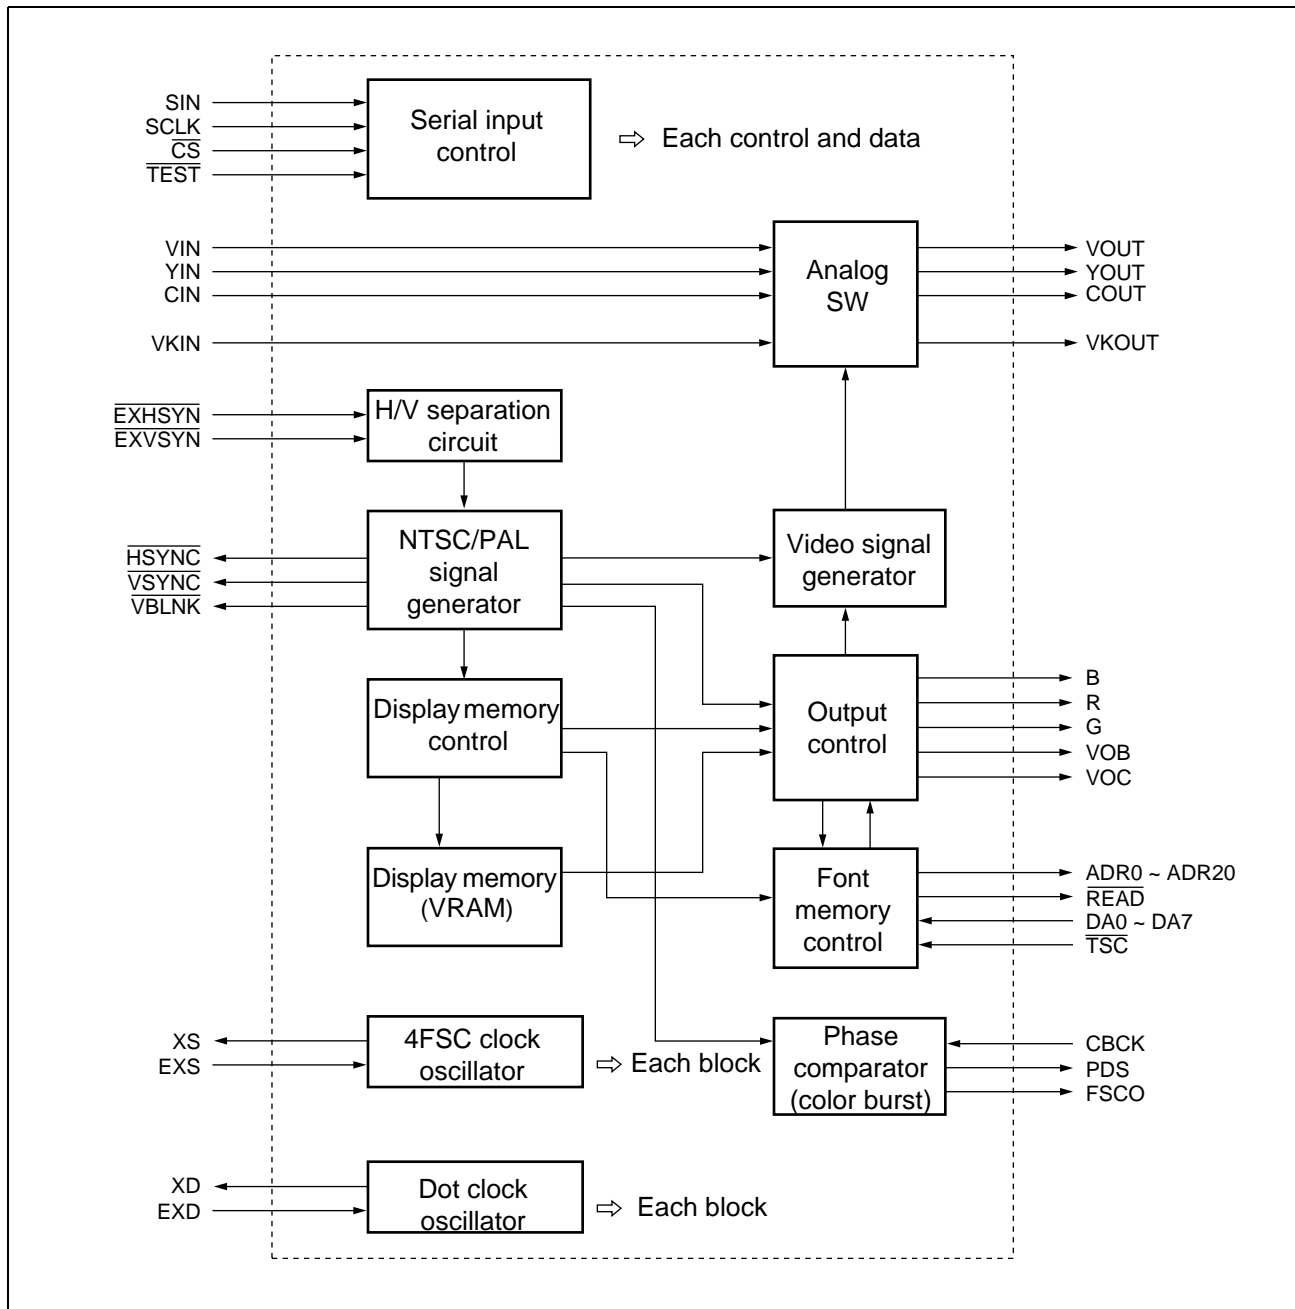 SIN
SCLK
CS
TEST
Serial input
control
Each control and data
VIN
YIN
CIN
VKIN
Analog
SW
VOUT
YOUT
COUT
VKOUT
EXHSYN
EXVSYN
H/V separation
circuit
HSYNC
VSYNC
VBLNK
NTSC/PAL
signal
generator
Video signal
generator
Display memory
control
Output
control
B
R
G
VOB
VOC
Display memory
(VRAM)
Font
memory
control
ADR0 ~ ADR20
READ
DA0 ~ DA7
TSC
XS
EXS
4FSC clock
oscillator
Each block
Phase
comparator
(color burst)
CBCK
PDS
FSCO
XD
EXD
Dot clock
oscillator
Each block